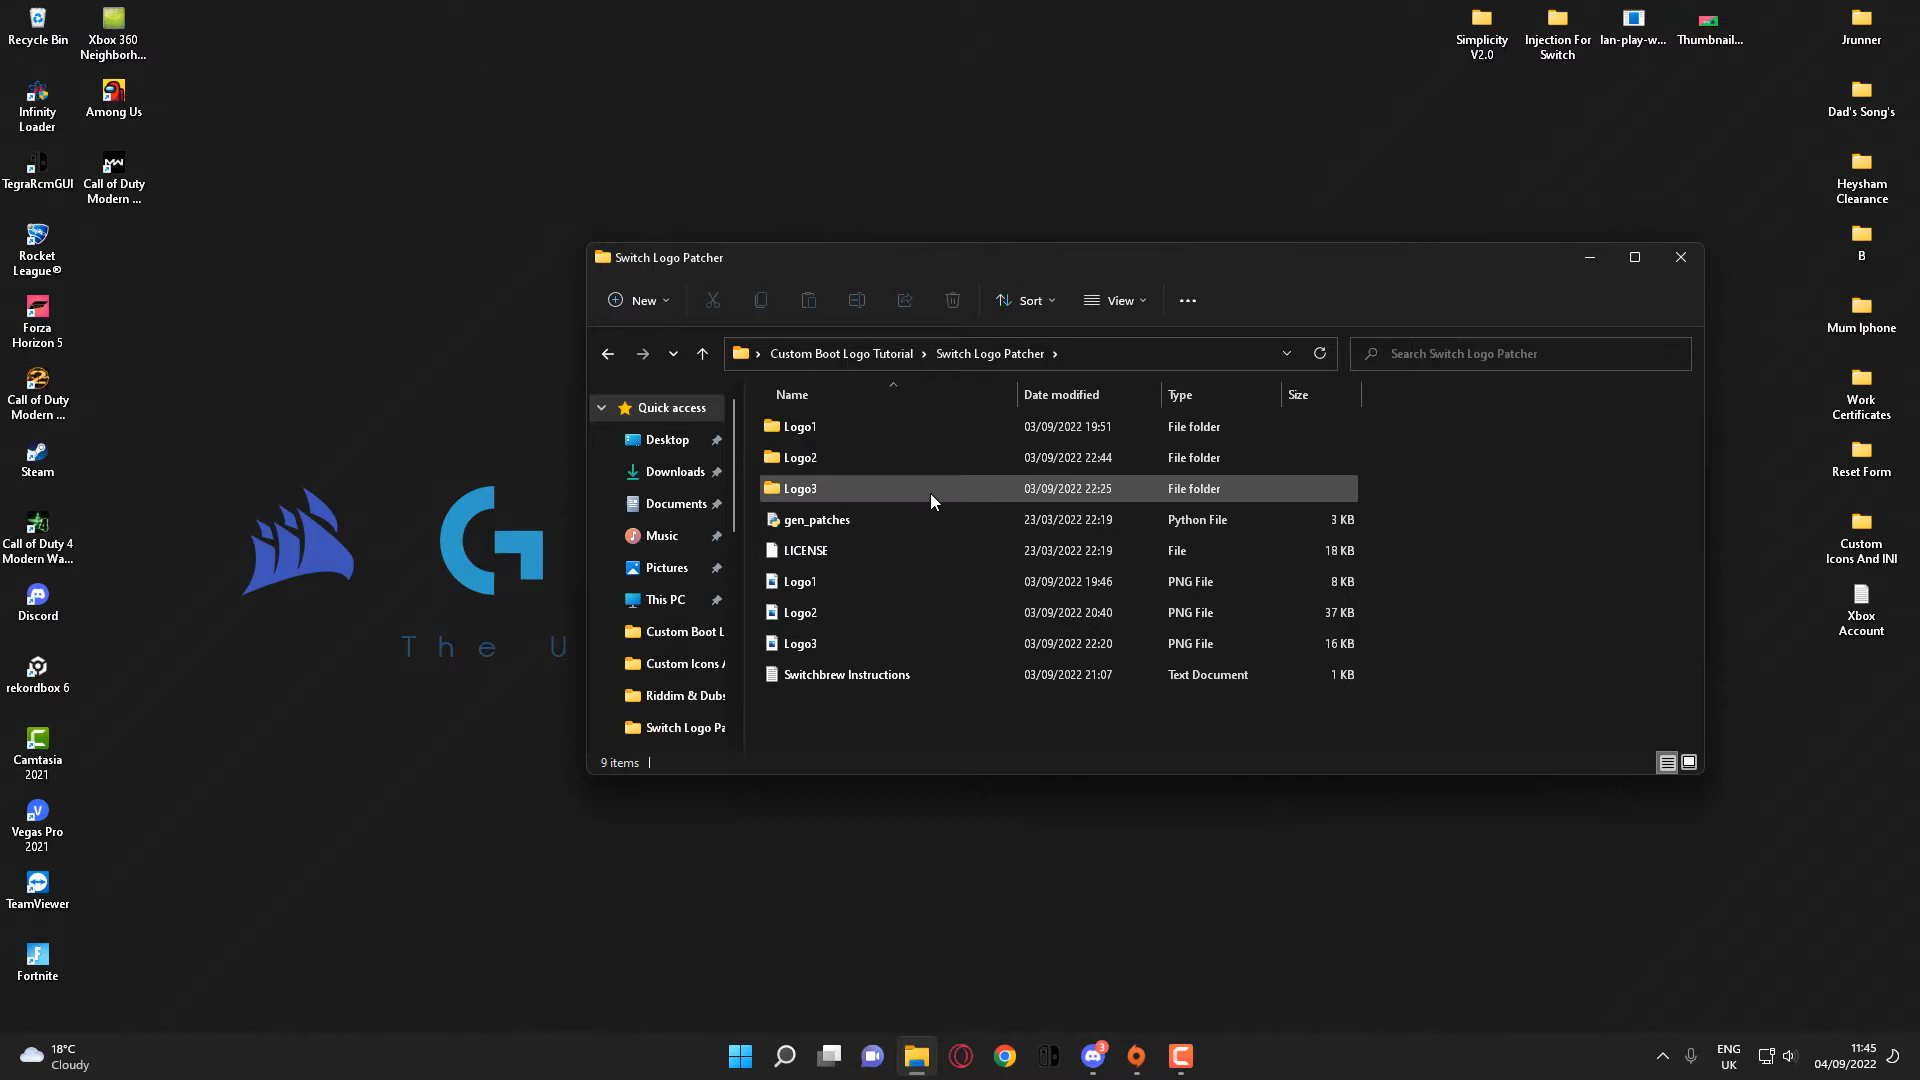 Recycle Bin
Xbox 360
Neighborh...
Infinity
Loader
Among Us
TegraRcmGUI
Call of Duty
Modern ...
Rocket
League®
Forza
Horizon 5
Call of Duty
Modern ...
Steam
Call of Duty 4
Modern Wa...
Discord
rekordbox 6
Camtasia
2021
Vegas Pro
2021
TeamViewer
Fortnite
Simplicity
V2.0
Injection For
Switch
lan-play-w...
Thumbnail...
Jrunner
Dad's Song's
Heysham
Clearance
B
Mum Iphone
Work
Certificates
Reset Form
Custom
Icons And INI
Xbox
Account
The U
Switch Logo Patcher
New
Sort
View
Custom Boot Logo Tutorial > Switch Logo Patcher >
Search Switch Logo Patcher
Quick access
Desktop
Downloads
Documents
Music
Pictures
This PC
Custom Boot L
Custom Icons A
Riddim & Dubs
Switch Logo Pa
Name Date modified Type Size
Logo1 03/09/2022 19:51 File folder
Logo2 03/09/2022 22:44 File folder
Logo3 03/09/2022 22:25 File folder
gen_patches 23/03/2022 22:19 Python File 3 KB
LICENSE 23/03/2022 22:19 File 18 KB
Logo1 03/09/2022 19:46 PNG File 8 KB
Logo2 03/09/2022 20:40 PNG File 37 KB
Logo3 03/09/2022 22:20 PNG File 16 KB
Switchbrew Instructions 03/09/2022 21:07 Text Document 1 KB
9 items
18°C
Cloudy
3
ENG
UK
11:45
04/09/2022